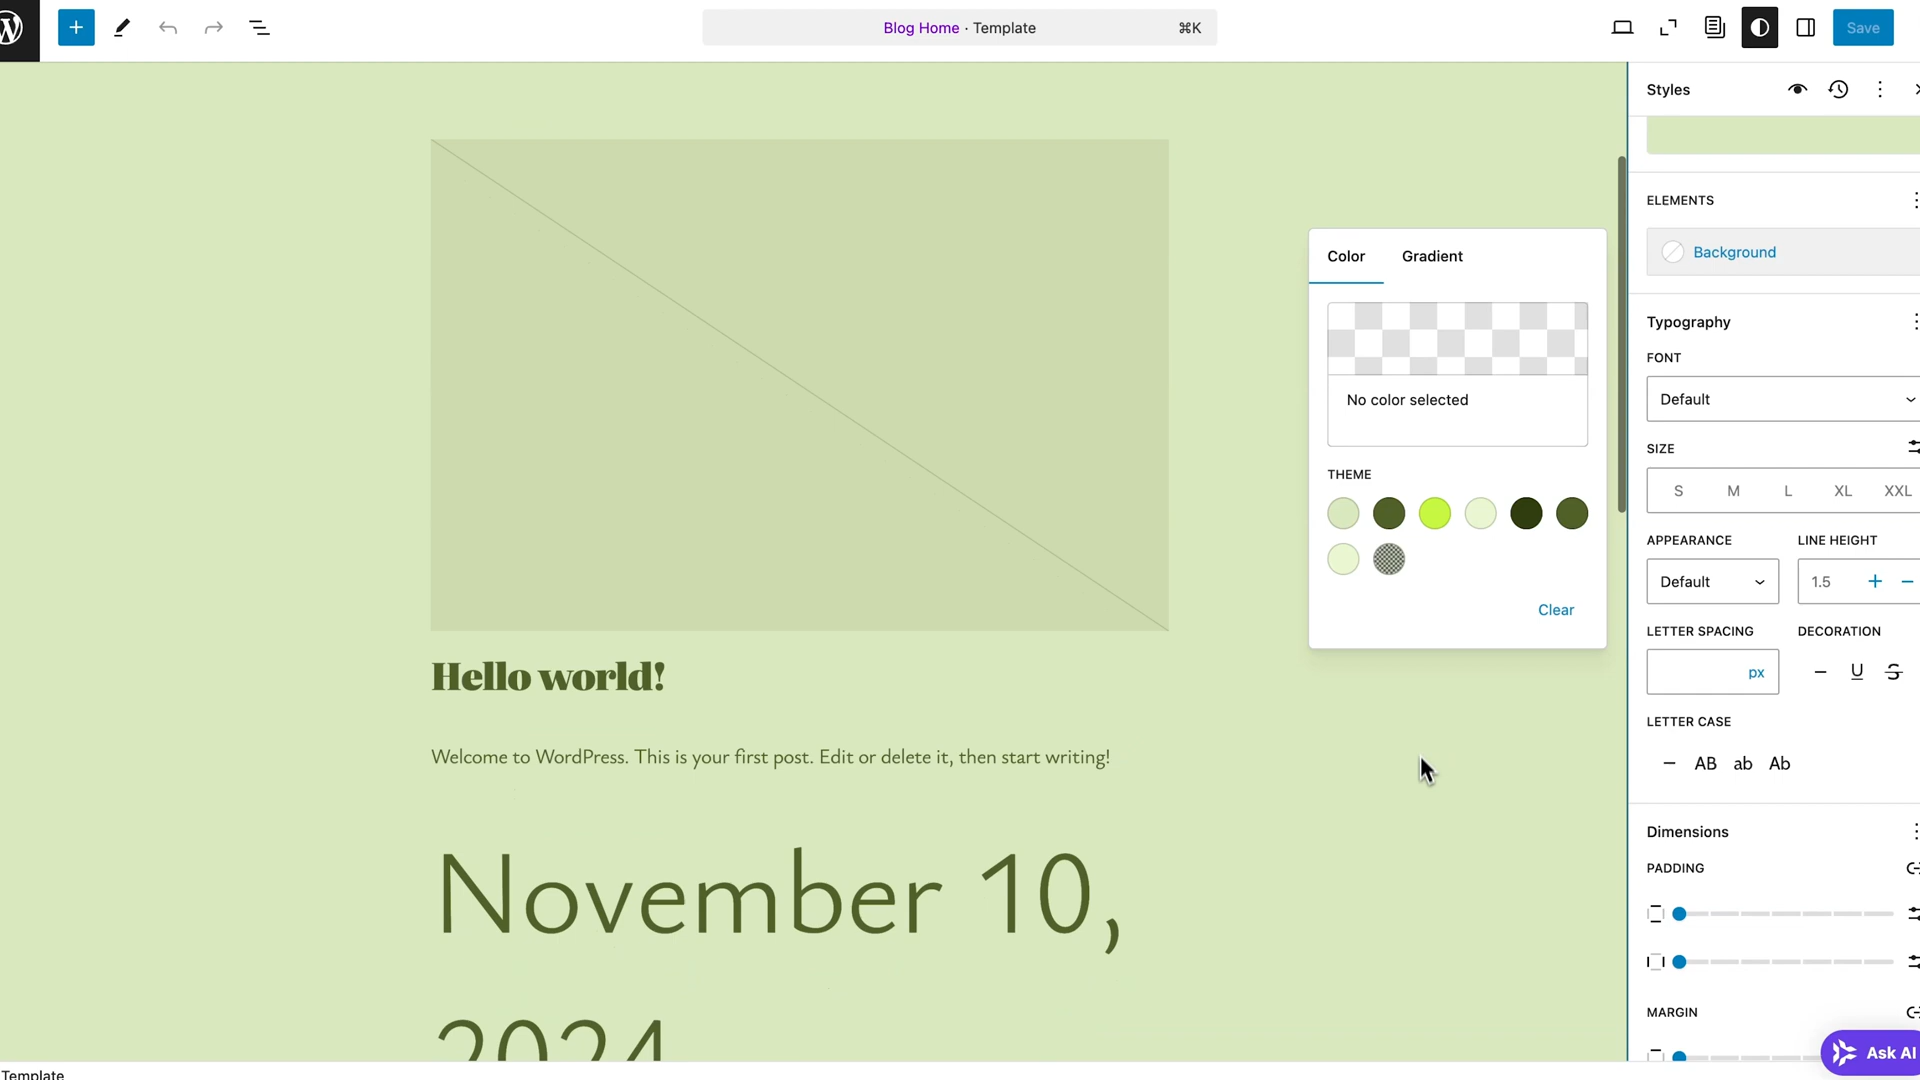 Blog Home · Template
⌘K
Save
Styles
ELEMENTS
Background
Color
Gradient
No color selected
THEME
Clear
Typography
FONT
Default
SIZE
S M L XL XXL
APPEARANCE
LINE HEIGHT
Default
1.5
LETTER SPACING
DECORATION
px
LETTER CASE
AB ab Ab
Dimensions
PADDING
MARGIN
Ask AI
Hello world!
Welcome to WordPress. This is your first post. Edit or delete it, then start writing!
November 10,
2024
Template